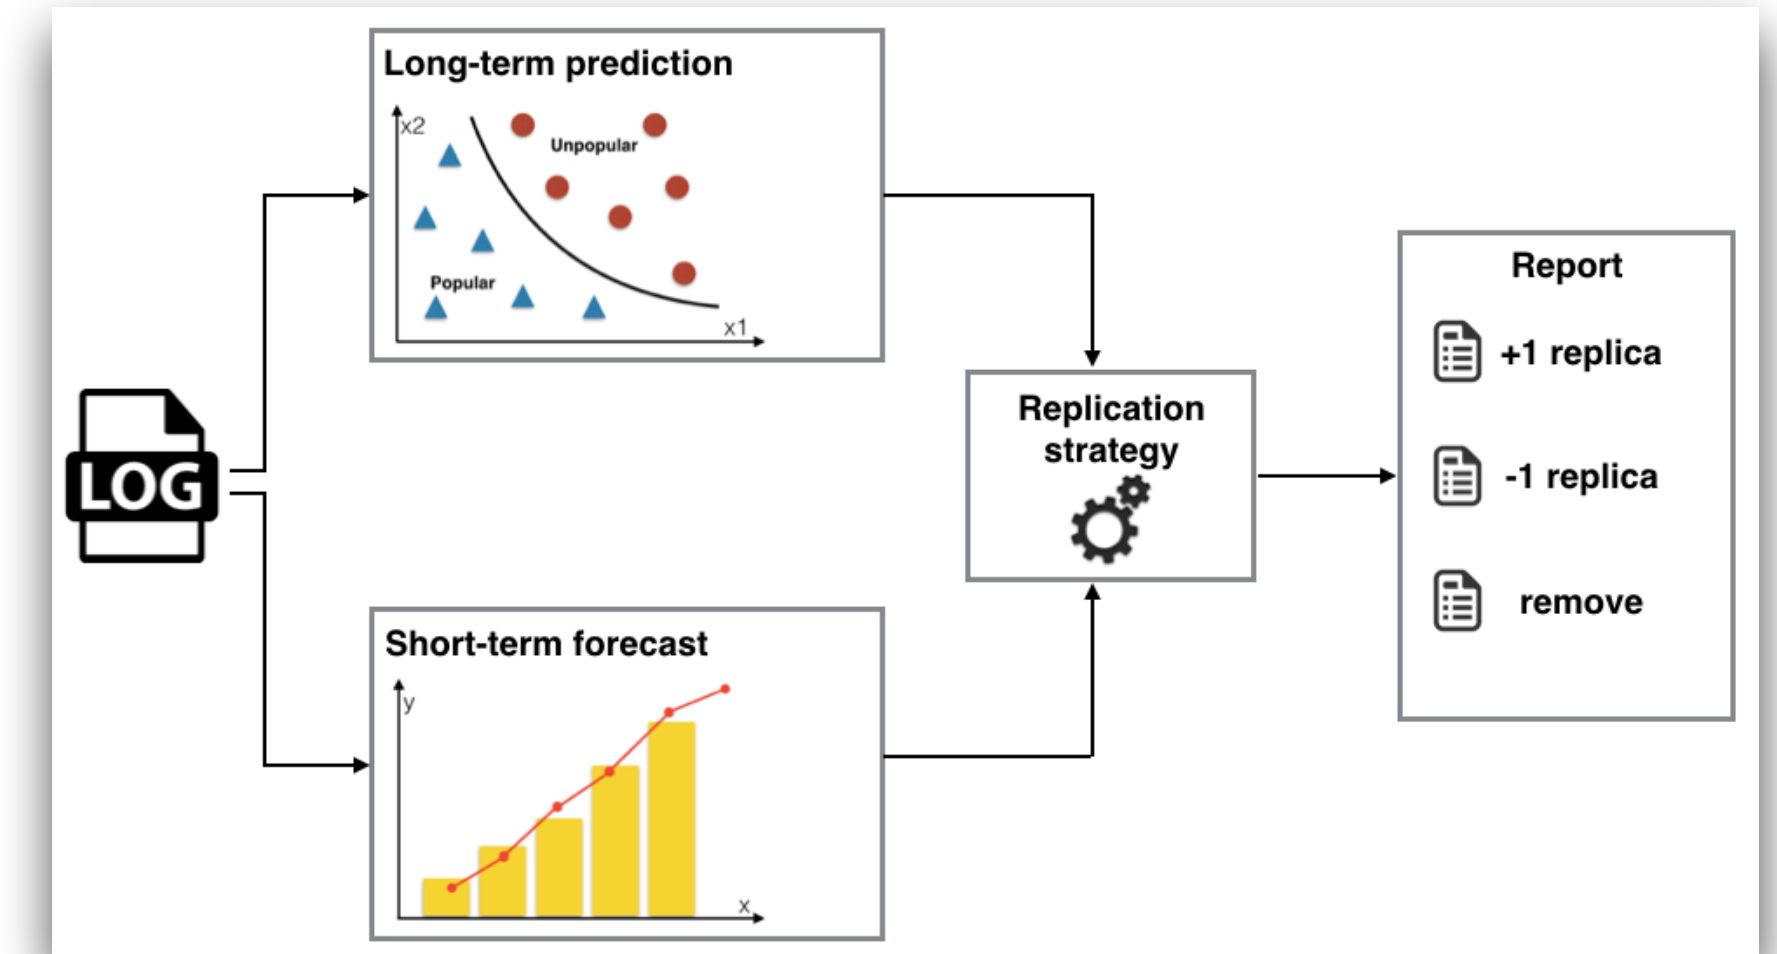 Long-term prediction
x2
Unpopular
Popular
x1
LOG
Short-term forecast
y
x
Replication
strategy
Report
+1 replica
-1 replica
remove